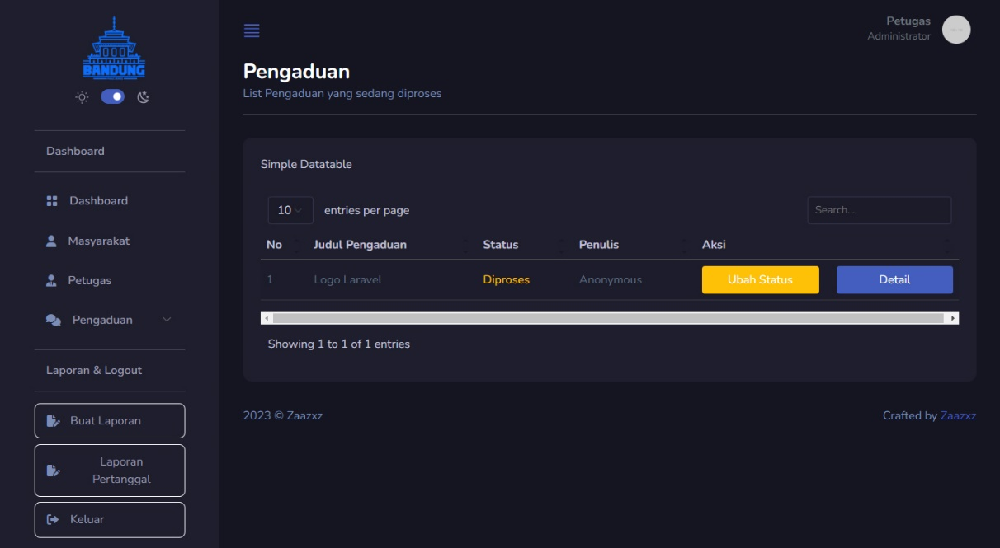 BANDUNG
Dashboard
Dashboard
Masyarakat
Petugas
Pengaduan
Laporan & Logout
Buat Laporan
Laporan
Pertanggal
Keluar
Petugas
Administrator
Pengaduan
List Pengaduan yang sedang diproses
Simple Datatable
10 entries per page
Search...
No Judul Pengaduan Status Penulis Aksi
1 Logo Laravel Diproses Anonymous Ubah Status Detail
Showing 1 to 1 of 1 entries
2023 © Zaazxz
Crafted by Zaazxz